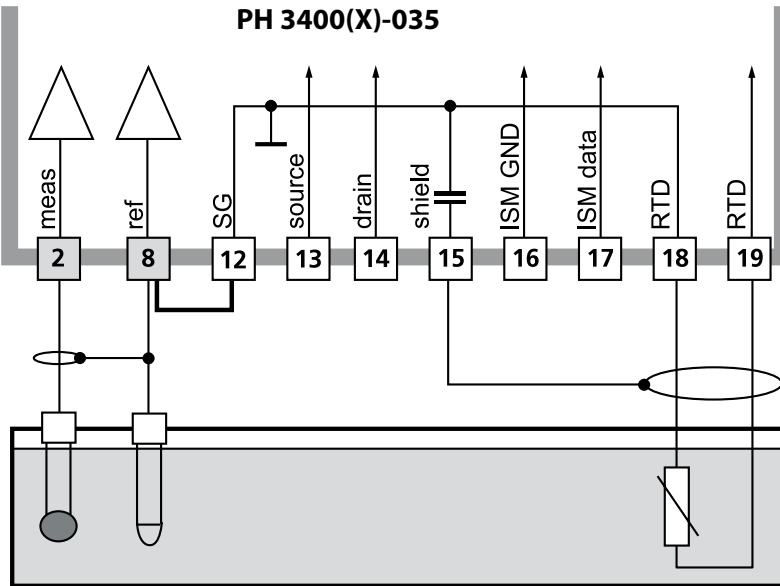 PH 3400(X)-035
meas
ref
SG
source
drain
shield
ISM GND
ISM data
RTD
RTD
2
8
12
13
14
15
16
17
18
19